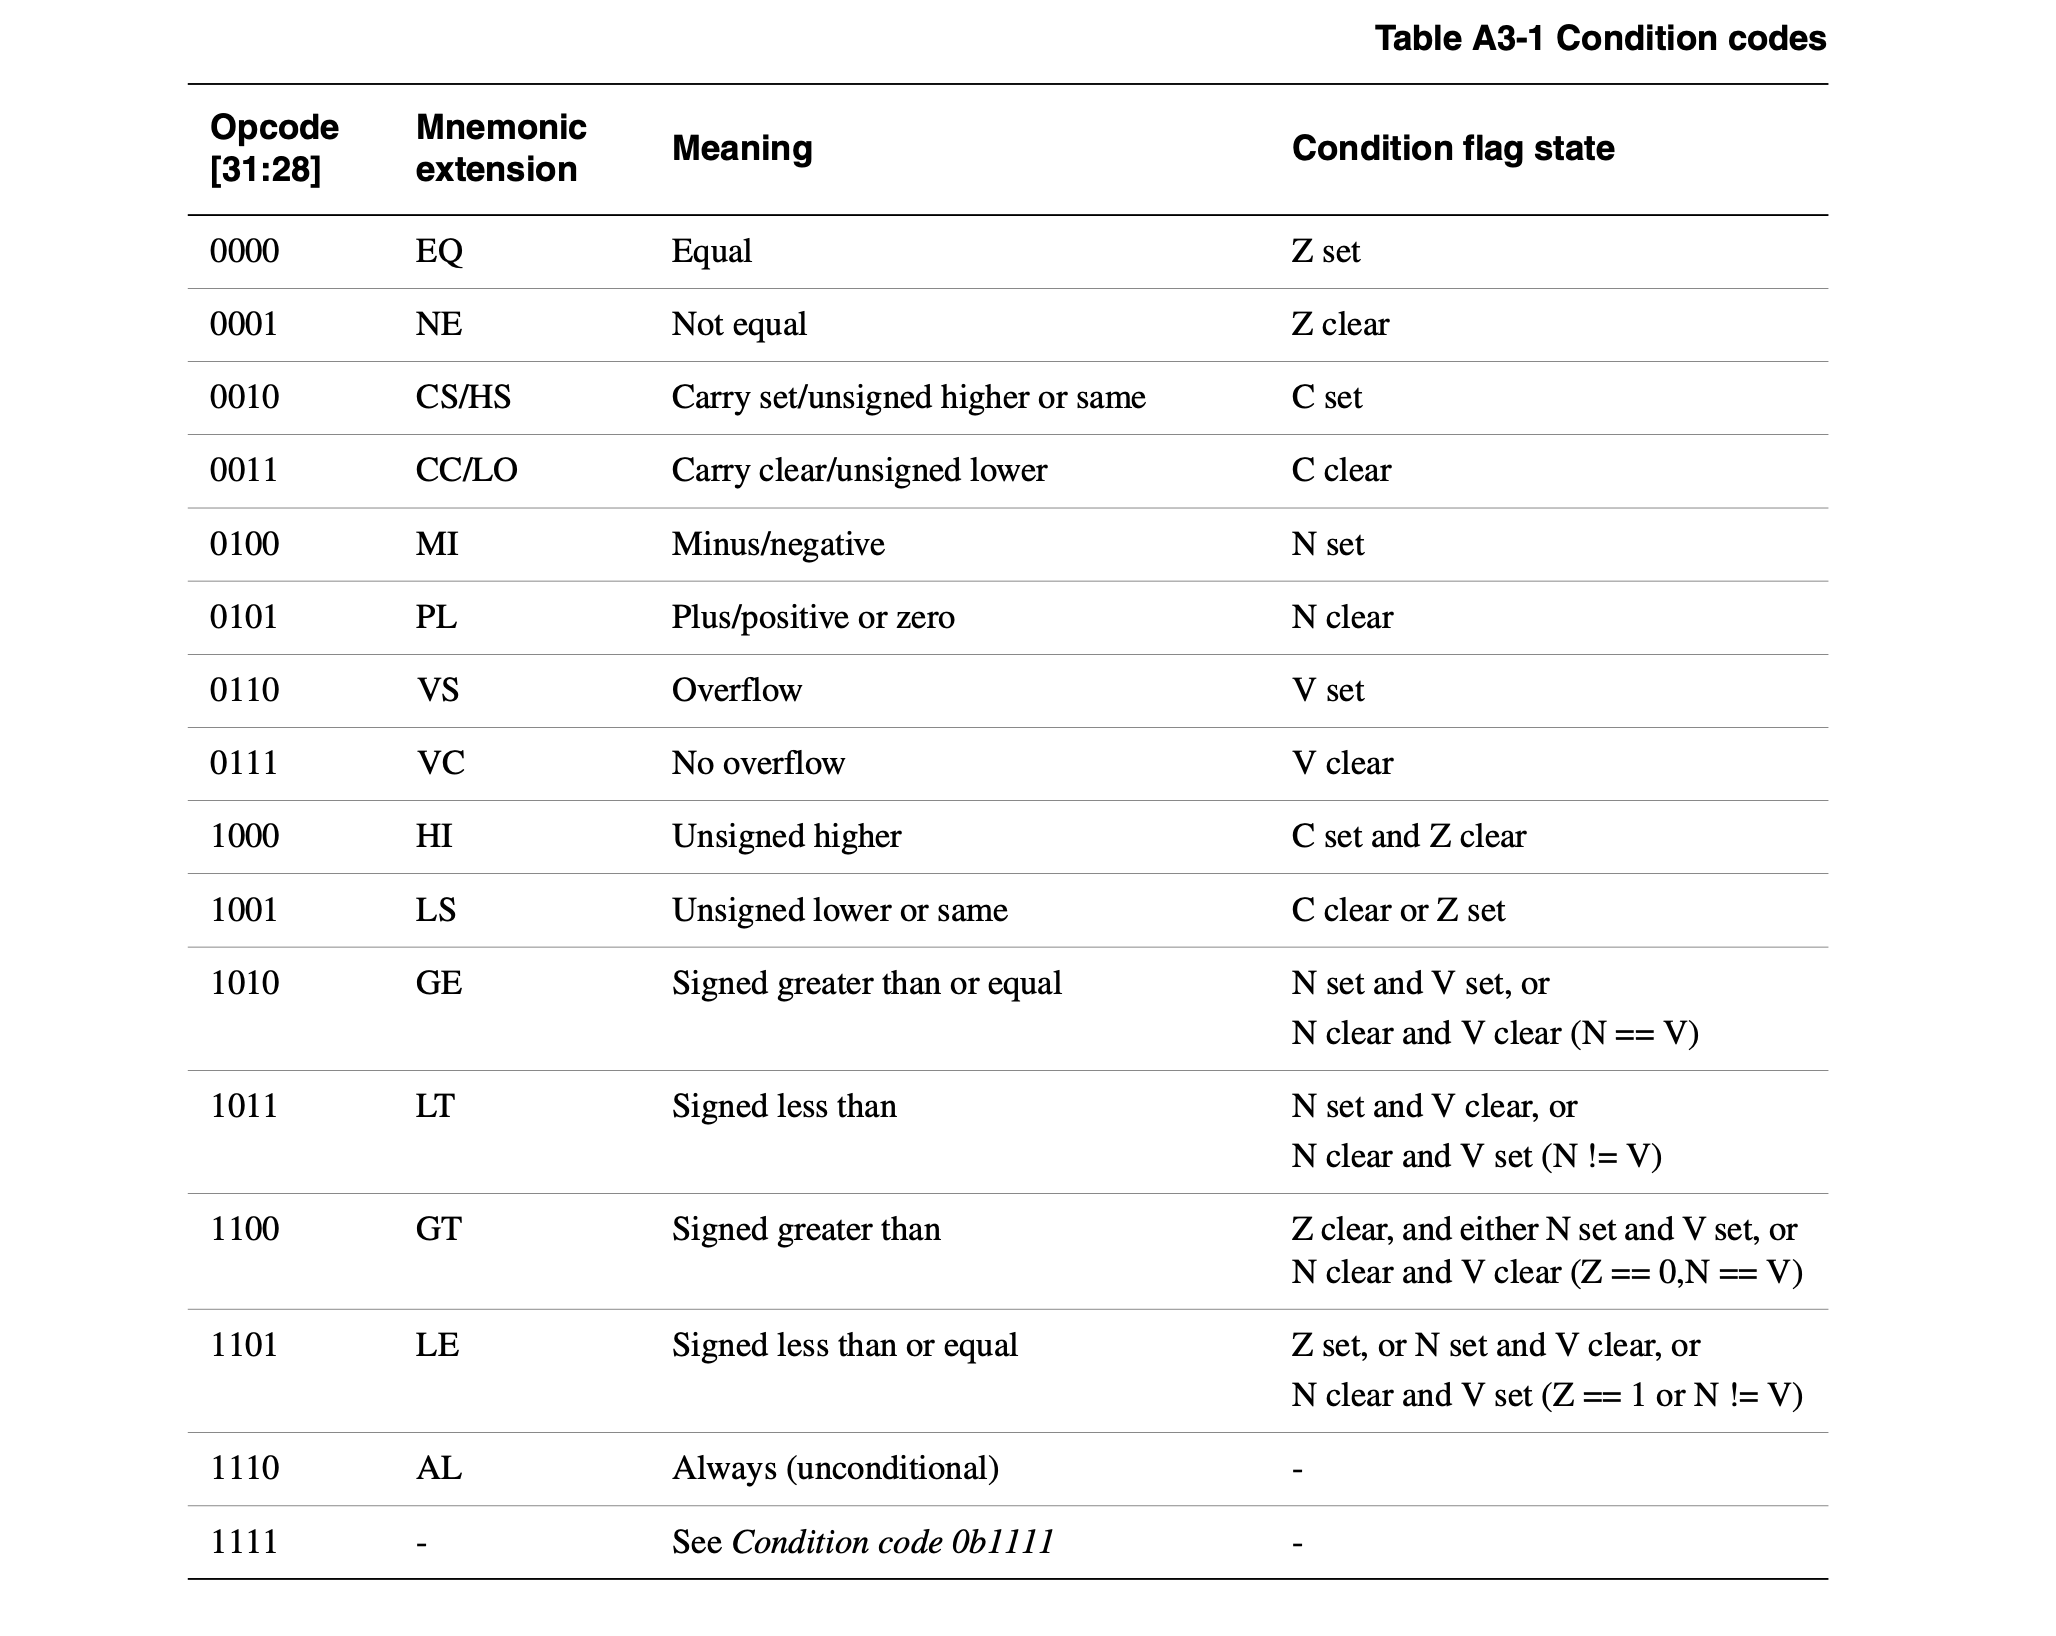 Table A3-1 Condition codes
Opcode [31:28] Mnemonic extension Meaning Condition flag state
0000 EQ Equal Z set
0001 NE Not equal Z clear
0010 CS/HS Carry set/unsigned higher or same C set
0011 CC/LO Carry clear/unsigned lower C clear
0100 MI Minus/negative N set
0101 PL Plus/positive or zero N clear
0110 VS Overflow V set
0111 VC No overflow V clear
1000 HI Unsigned higher C set and Z clear
1001 LS Unsigned lower or same C clear or Z set
1010 GE Signed greater than or equal N set and V set, or
N clear and V clear (N == V)
1011 LT Signed less than N set and V clear, or
N clear and V set (N != V)
1100 GT Signed greater than Z clear, and either N set and V set, or
N clear and V clear (Z == 0,N == V)
1101 LE Signed less than or equal Z set, or N set and V clear, or
N clear and V set (Z == 1 or N != V)
1110 AL Always (unconditional) -
1111 - See Condition code 0b1111 -